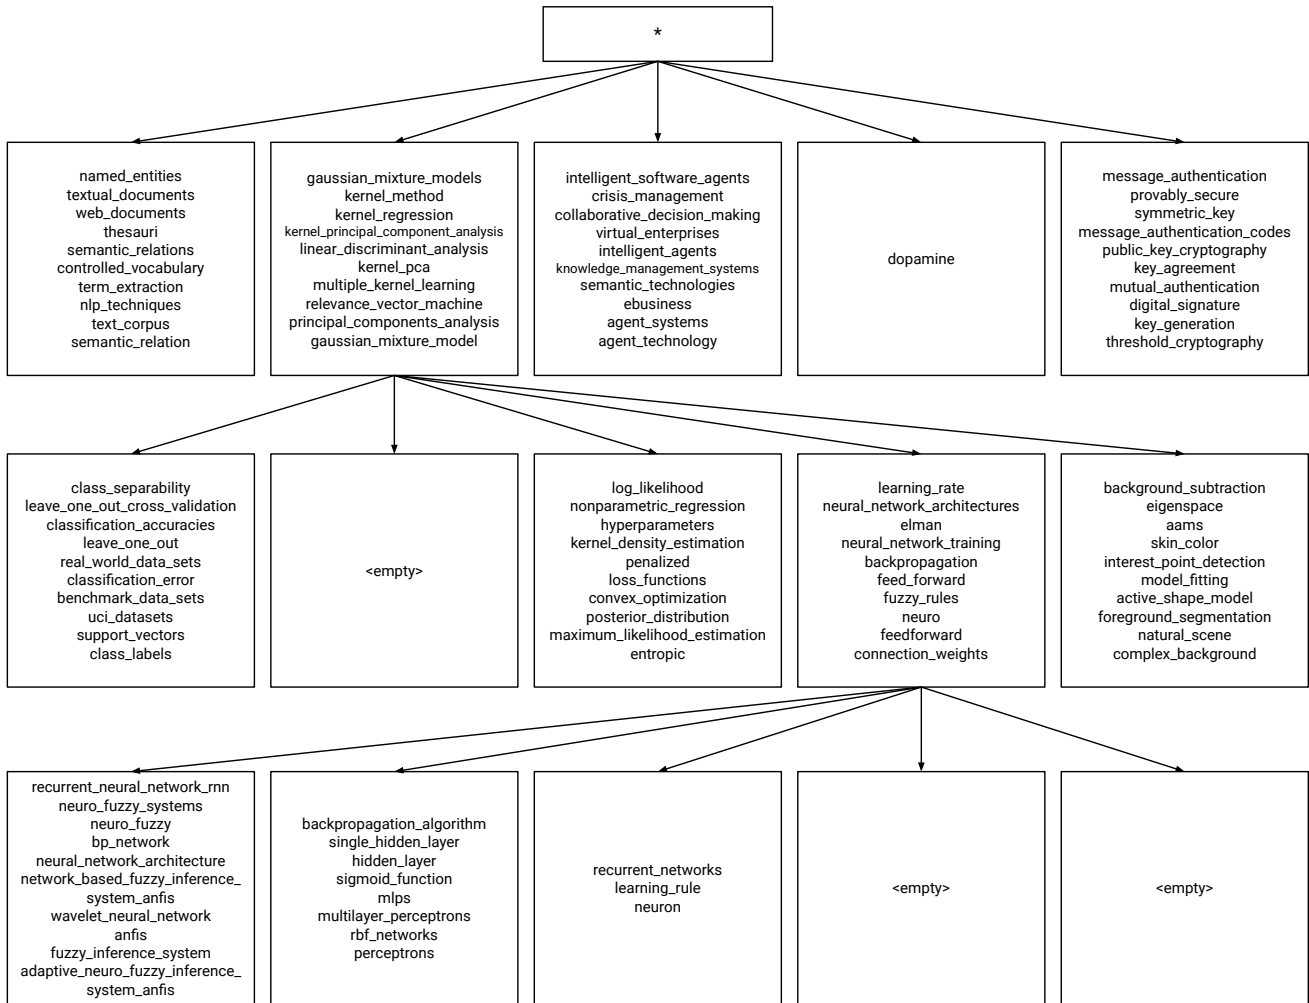 *
named_entities
textual_documents
web_documents
thesauri
semantic_relations
controlled_vocabulary
term_extraction
nlp_techniques
text_corpus
semantic_relation
gaussian_mixture_models
kernel_method
kernel_regression
kernel_principal_component_analysis
linear_discriminant_analysis
kernel_pca
multiple_kernel_learning
relevance_vector_machine
principal_components_analysis
gaussian_mixture_model
intelligent_software_agents
crisis_management
collaborative_decision_making
virtual_enterprises
intelligent_agents
knowledge_management_systems
semantic_technologies
ebusiness
agent_systems
agent_technology
dopamine
message_authentication
provably_secure
symmetric_key
message_authentication_codes
public_key_cryptography
key_agreement
mutual_authentication
digital_signature
key_generation
threshold_cryptography
class_separability
leave_one_out_cross_validation
classification_accuracies
leave_one_out
real_world_data_sets
classification_error
benchmark_data_sets
uci_datasets
support_vectors
class_labels
<empty>
log_likelihood
nonparametric_regression
hyperparameters
kernel_density_estimation
penalized
loss_functions
convex_optimization
posterior_distribution
maximum_likelihood_estimation
entropic
learning_rate
neural_network_architectures
elman
neural_network_training
backpropagation
feed_forward
fuzzy_rules
neuro
feedforward
connection_weights
background_subtraction
eigenspace
aams
skin_color
interest_point_detection
model_fitting
active_shape_model
foreground_segmentation
natural_scene
complex_background
recurrent_neural_network_rnn
neuro_fuzzy_systems
neuro_fuzzy
bp_network
neural_network_architecture
network_based_fuzzy_inference_
system_anfis
wavelet_neural_network
anfis
fuzzy_inference_system
adaptive_neuro_fuzzy_inference_
system_anfis
backpropagation_algorithm
single_hidden_layer
hidden_layer
sigmoid_function
mlps
multilayer_perceptrons
rbf_networks
perceptrons
recurrent_networks
learning_rule
neuron
<empty>
<empty>